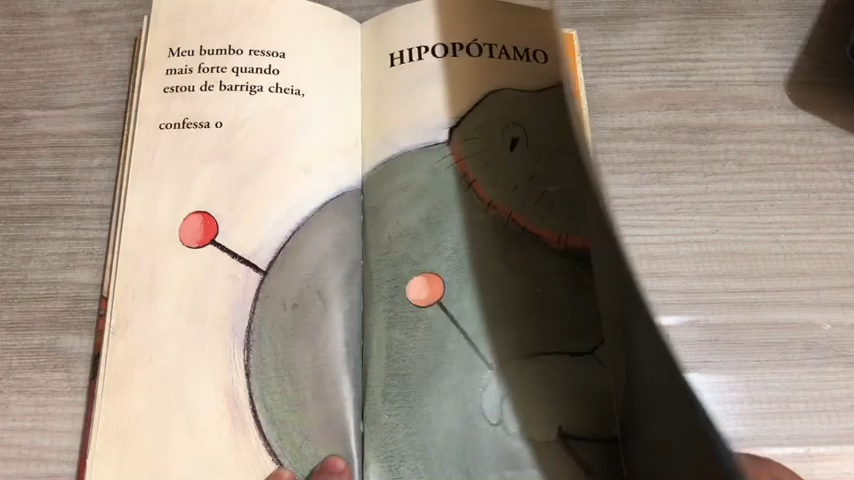 Meu bumbo ressoa
mais forte quando
estou de barriga cheia,
confessa o
HIPOPÓTAMO